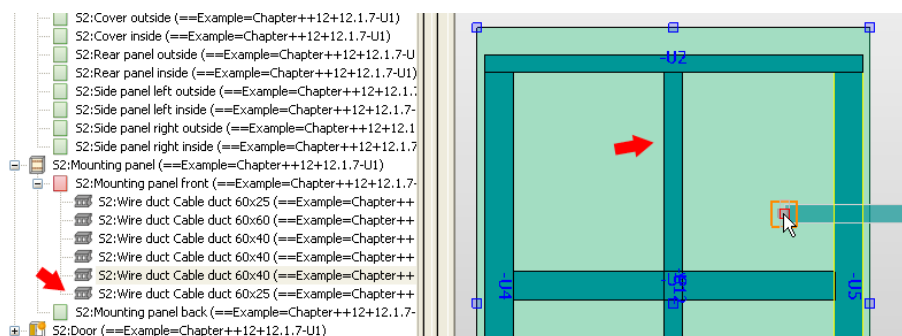 S2:Cover outside (==Example=Chapter++12+12.1.7-U1)
S2:Cover inside (==Example=Chapter++12+12.1.7-U1)
S2:Rear panel outside (==Example=Chapter++12+12.1.7-U
S2:Rear panel inside (==Example=Chapter++12+12.1.7-U1)
S2:Side panel left outside (==Example=Chapter++12+12.1.
S2:Side panel left inside (==Example=Chapter++12+12.1.7-
S2:Side panel right outside (==Example=Chapter++12+12.1
S2:Side panel right inside (==Example=Chapter++12+12.1.7
S2:Mounting panel (==Example=Chapter++12+12.1.7-U1)
S2:Mounting panel front (==Example=Chapter++12+12.1.7-
S2:Wire duct Cable duct 60x25 (==Example=Chapter++
S2:Wire duct Cable duct 60x60 (==Example=Chapter++
S2:Wire duct Cable duct 60x40 (==Example=Chapter++
S2:Wire duct Cable duct 60x40 (==Example=Chapter++
S2:Wire duct Cable duct 60x40 (==Example=Chapter++
S2:Wire duct Cable duct 60x25 (==Example=Chapter++
S2:Mounting panel back (==Example=Chapter++12+12.1.7-
S2:Door (==Example=Chapter++12+12.1.7-U1)
-U2
-U4
-U5